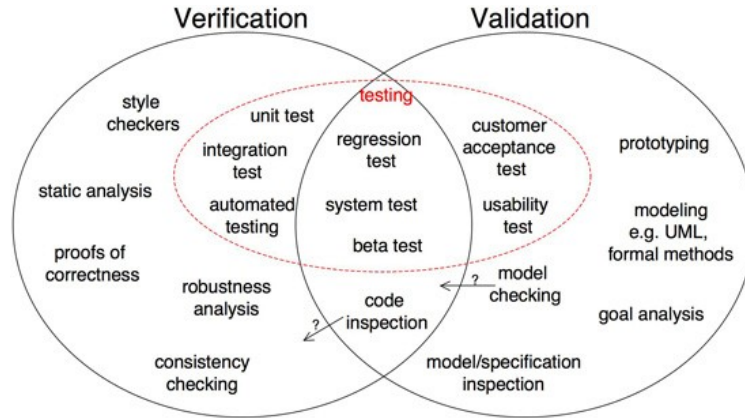 Verification
Validation
testing
style
checkers
unit test
integration
test
automated
testing
static analysis
proofs of
correctness
robustness
analysis
consistency
checking
regression
test
system test
beta test
?
code
inspection
?
customer
acceptance
test
usability
test
model
checking
model/specification
inspection
prototyping
modeling
e.g. UML,
formal methods
goal analysis